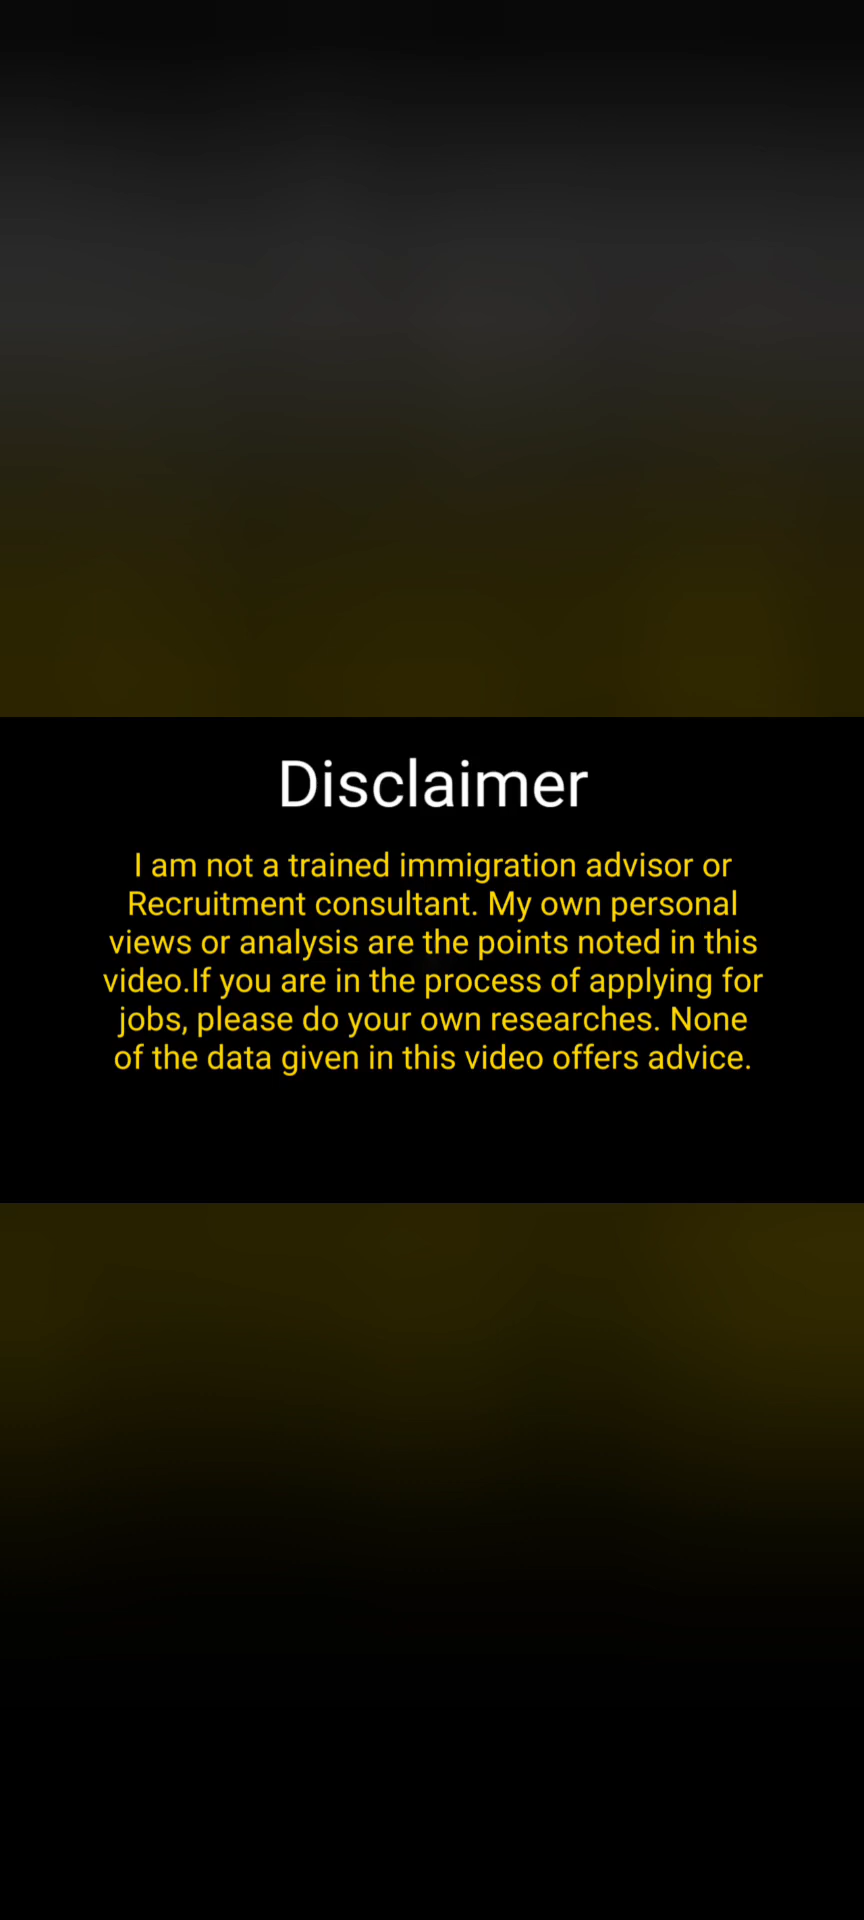 Disclaimer
I am not a trained immigration advisor or
Recruitment consultant. My own personal
views or analysis are the points noted in this
video.If you are in the process of applying for
jobs, please do your own researches. None
of the data given in this video offers advice.